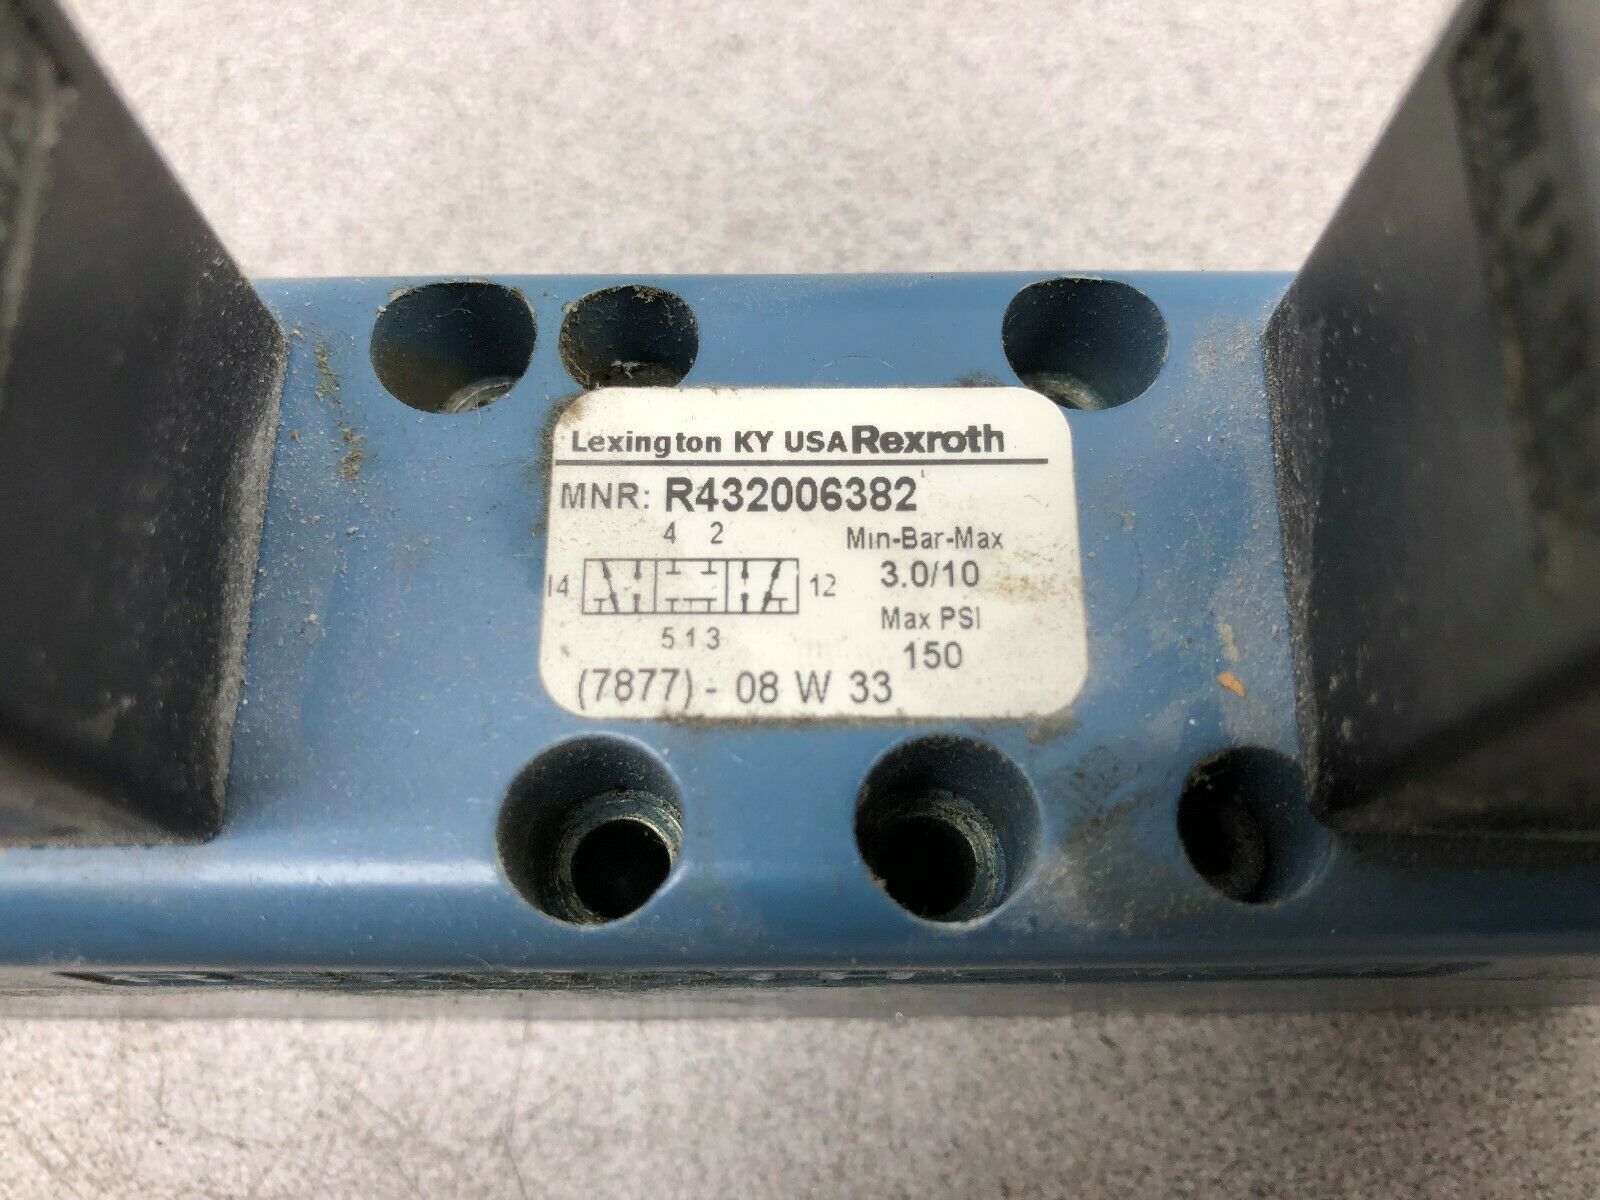 Lexington KY USA Rexroth
MNR: R432006382
4 2
Min-Bar-Max
14
12
3.0/10
Max PSI
5 1 3
150
(7877) - 08 W 33